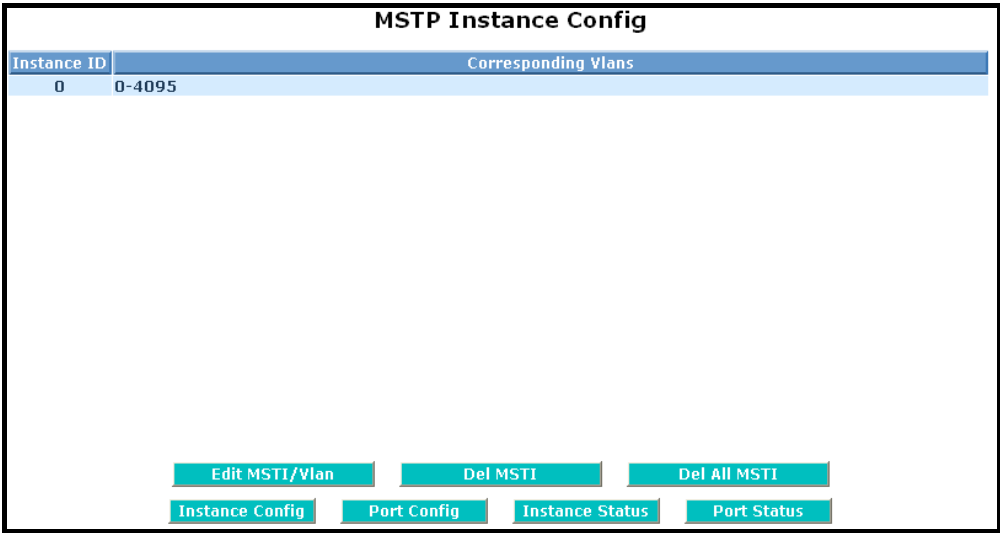 MSTP Instance Config
Instance ID Corresponding Vlans
0 0-4095
Edit MSTI/Vlan Del MSTI Del All MSTI
Instance Config Port Config Instance Status Port Status